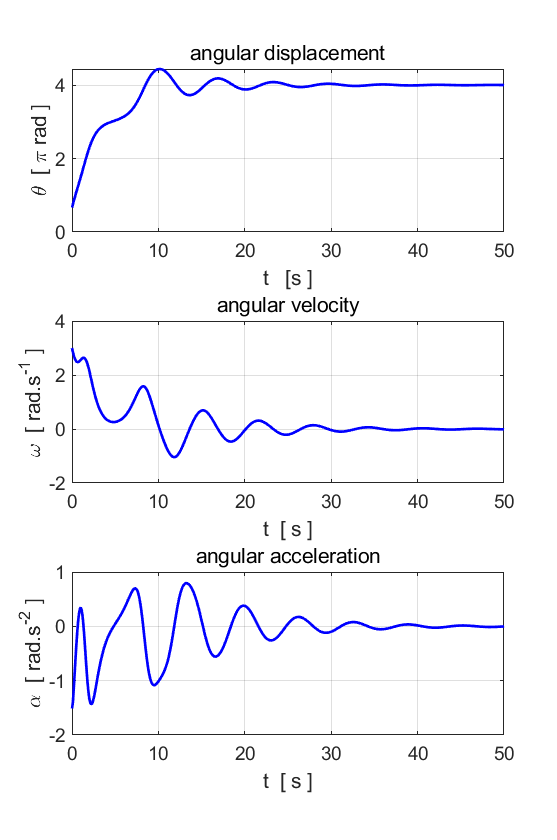 angular displacement
θ [ π rad ]
4
2
0
0 10 20 30 40 50
t [s ]
angular velocity
ω [ rad.s-1 ]
4
2
0
-2
0 10 20 30 40 50
t [ s ]
angular acceleration
α [ rad.s-2 ]
1
0
-1
-2
0 10 20 30 40 50
t [ s ]